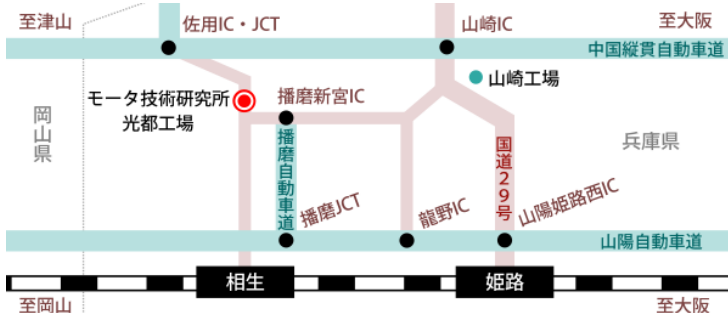 至津山
佐用IC・JCT
山崎IC
至大阪
中国縦貫自動車道
山崎工場
モータ技術研究所
光都工場
播磨新宮IC
岡山県
兵庫県
播磨自動車道
国道29号
播磨JCT
龍野IC
山陽姫路西IC
山陽自動車道
相生
姫路
至岡山
至大阪